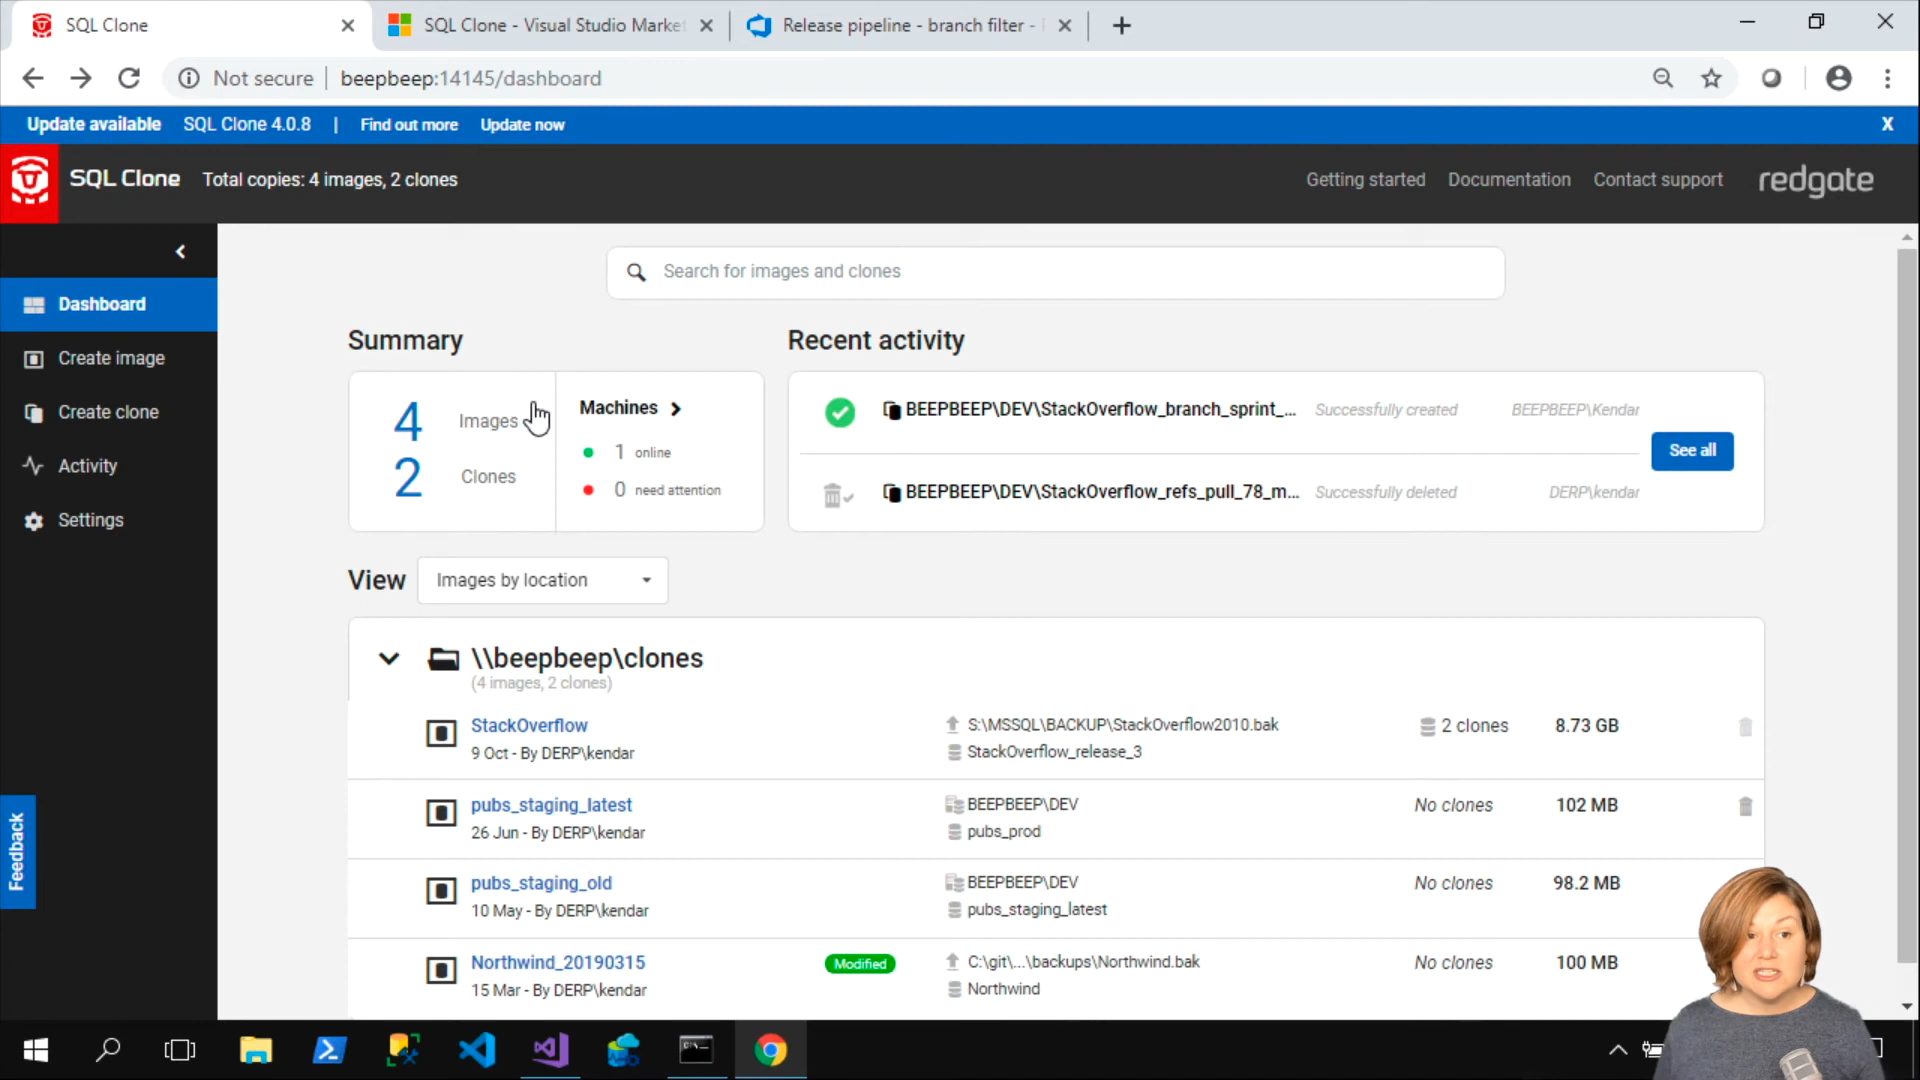 SQL Clone
SQL Clone - Visual Studio Market
Release pipeline - branch filter -
Not secure
beepbeep:14145/dashboard
Update available SQL Clone 4.0.8 | Find out more Update now X
SQL Clone Total copies: 4 images, 2 clones
Getting started Documentation Contact support redgate
Dashboard
Create image
Create clone
Activity
Settings
Feedback
Search for images and clones
Summary
4 Images
2 Clones
Machines
1 online
0 need attention
Recent activity
BEEPBEEP\DEV\StackOverflow_branch_sprint_... Successfully created BEEPBEEP\Kendar
BEEPBEEP\DEV\StackOverflow_refs_pull_78_m... Successfully deleted DERP\kendar
See all
View Images by location
\\beepbeep\clones
(4 images, 2 clones)
StackOverflow
9 Oct - By DERP\kendar
S:\MSSQL\BACKUP\StackOverflow2010.bak
StackOverflow_release_3
2 clones 8.73 GB
pubs_staging_latest
26 Jun - By DERP\kendar
BEEPBEEP\DEV
pubs_prod
No clones 102 MB
pubs_staging_old
10 May - By DERP\kendar
BEEPBEEP\DEV
pubs_staging_latest
No clones 98.2 MB
Northwind_20190315
15 Mar - By DERP\kendar
Modified
C:\git\...\backups\Northwind.bak
Northwind
No clones 100 MB